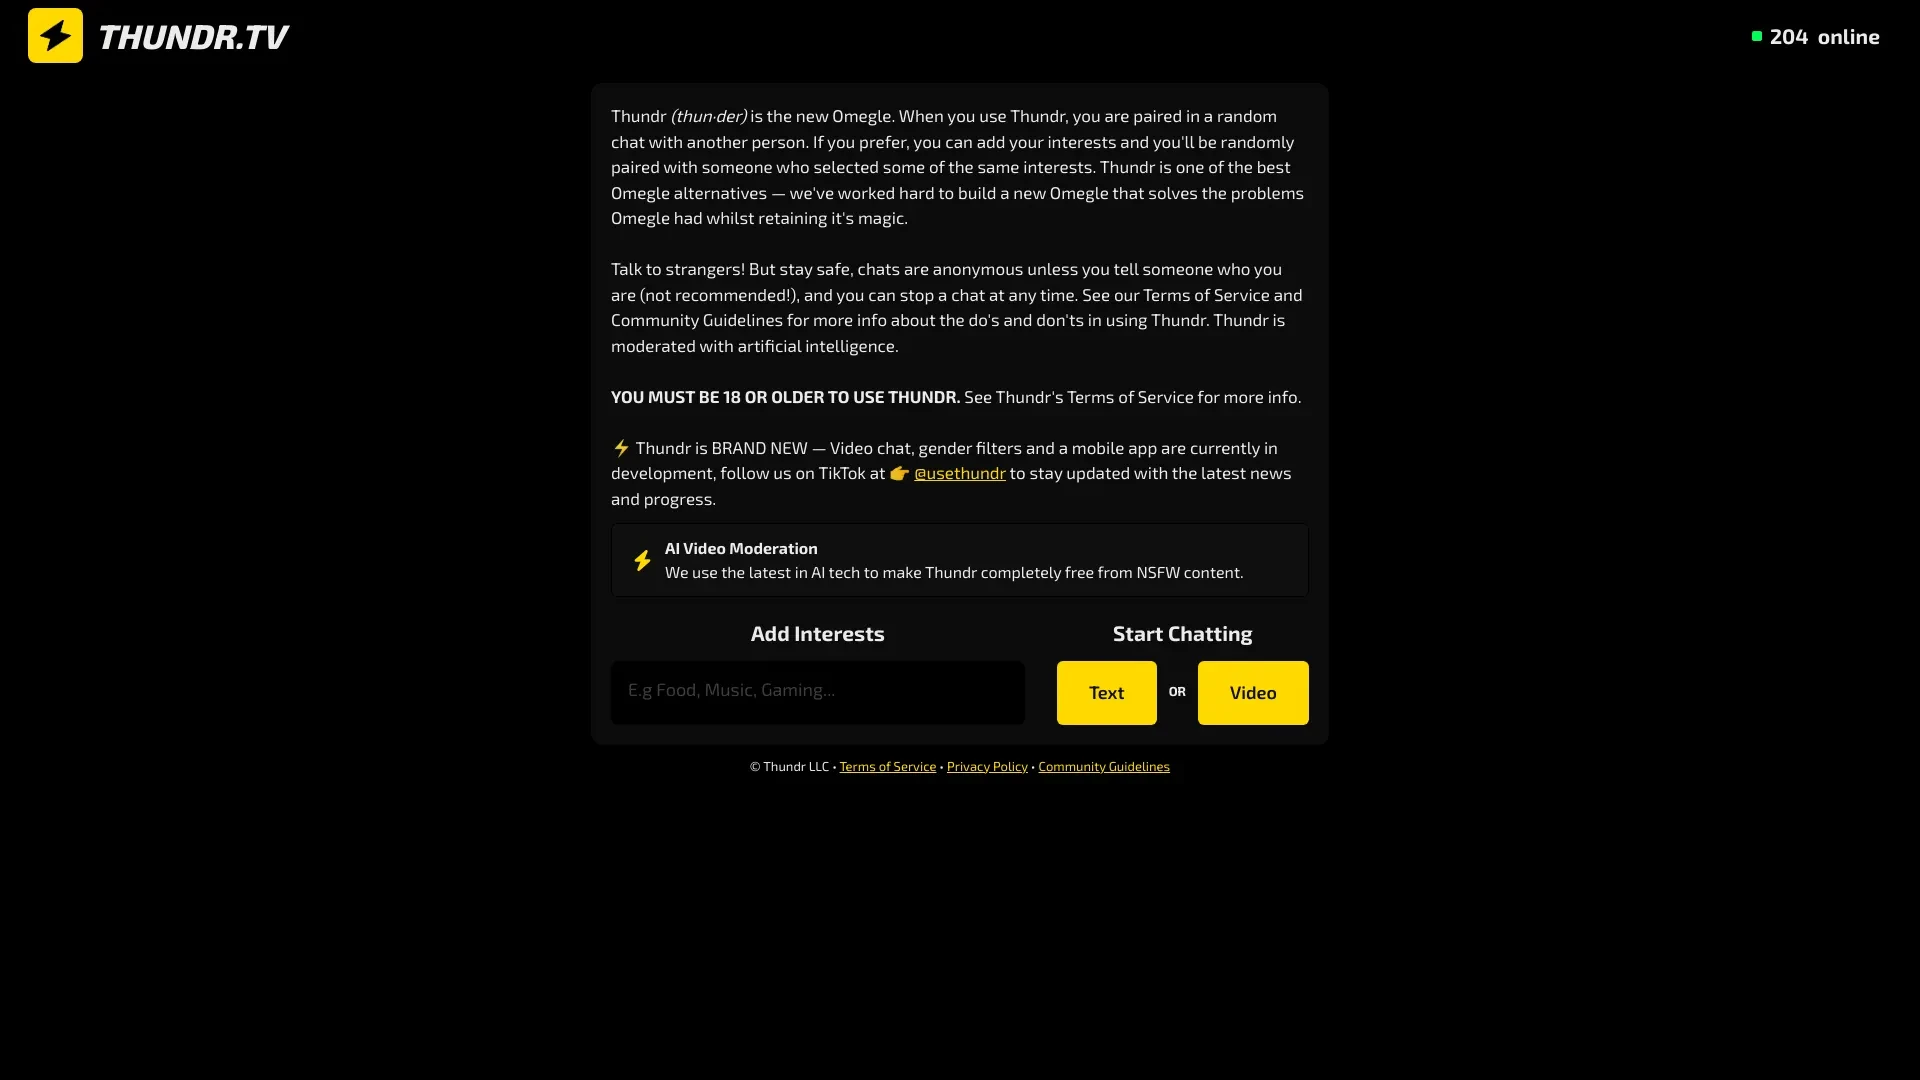 THUNDR.TV
204 online
Thundr (thun·der) is the new Omegle. When you use Thundr, you are paired in a random
chat with another person. If you prefer, you can add your interests and you'll be randomly
paired with someone who selected some of the same interests. Thundr is one of the best
Omegle alternatives — we've worked hard to build a new Omegle that solves the problems
Omegle had whilst retaining it's magic.
Talk to strangers! But stay safe, chats are anonymous unless you tell someone who you
are (not recommended!), and you can stop a chat at any time. See our Terms of Service and
Community Guidelines for more info about the do's and don'ts in using Thundr. Thundr is
moderated with artificial intelligence.
YOU MUST BE 18 OR OLDER TO USE THUNDR. See Thundr's Terms of Service for more info.
⚡ Thundr is BRAND NEW — Video chat, gender filters and a mobile app are currently in
development, follow us on TikTok at 👉 @usethundr to stay updated with the latest news
and progress.
AI Video Moderation
We use the latest in AI tech to make Thundr completely free from NSFW content.
Add Interests
E.g Food, Music, Gaming...
Start Chatting
Text OR Video
© Thundr LLC • Terms of Service • Privacy Policy • Community Guidelines